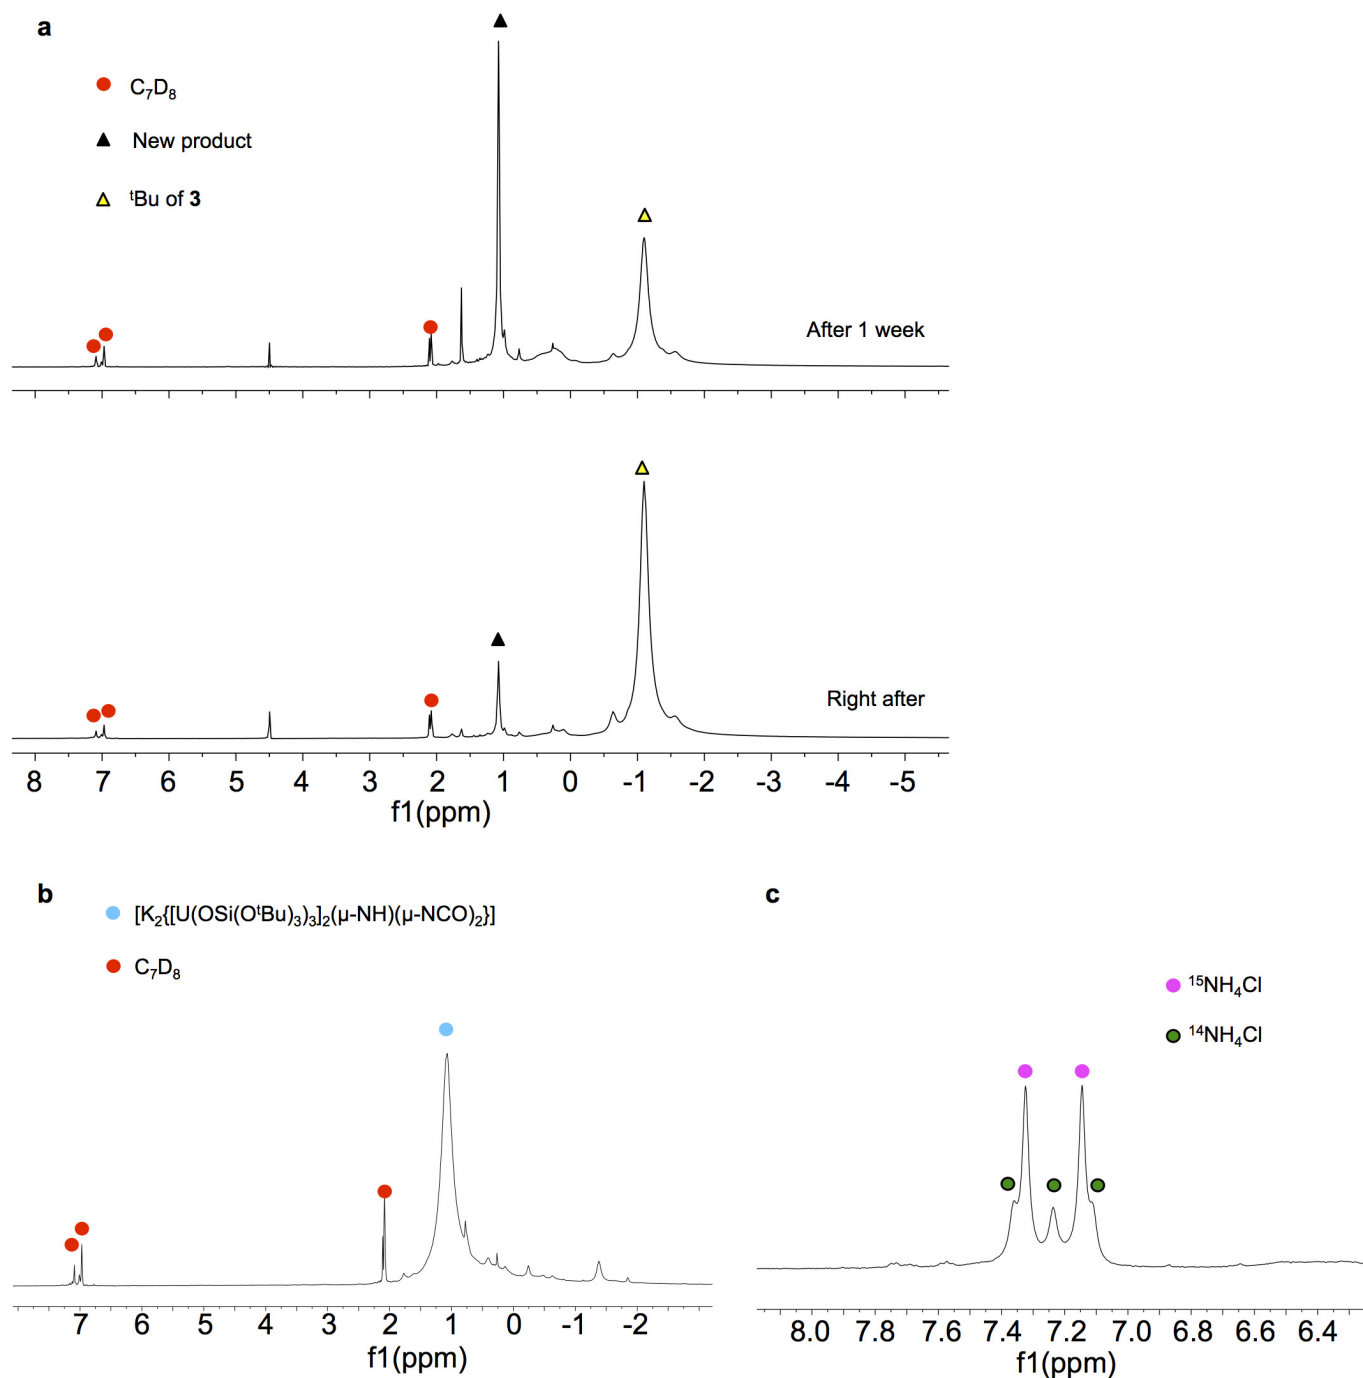 a
C₇D₈
New product
ᵗBu of 3
After 1 week
Right after
8 7 6 5 4 3 2 1 0 -1 -2 -3 -4 -5
f1(ppm)
b
[K₂{[U(OSi(OᵗBu)₃)₃]₂(μ-NH)(μ-NCO)₂}]
C₇D₈
7 6 5 4 3 2 1 0 -1 -2
f1(ppm)
c
¹⁵NH₄Cl
¹⁴NH₄Cl
8.0 7.8 7.6 7.4 7.2 7.0 6.8 6.6 6.4
f1(ppm)